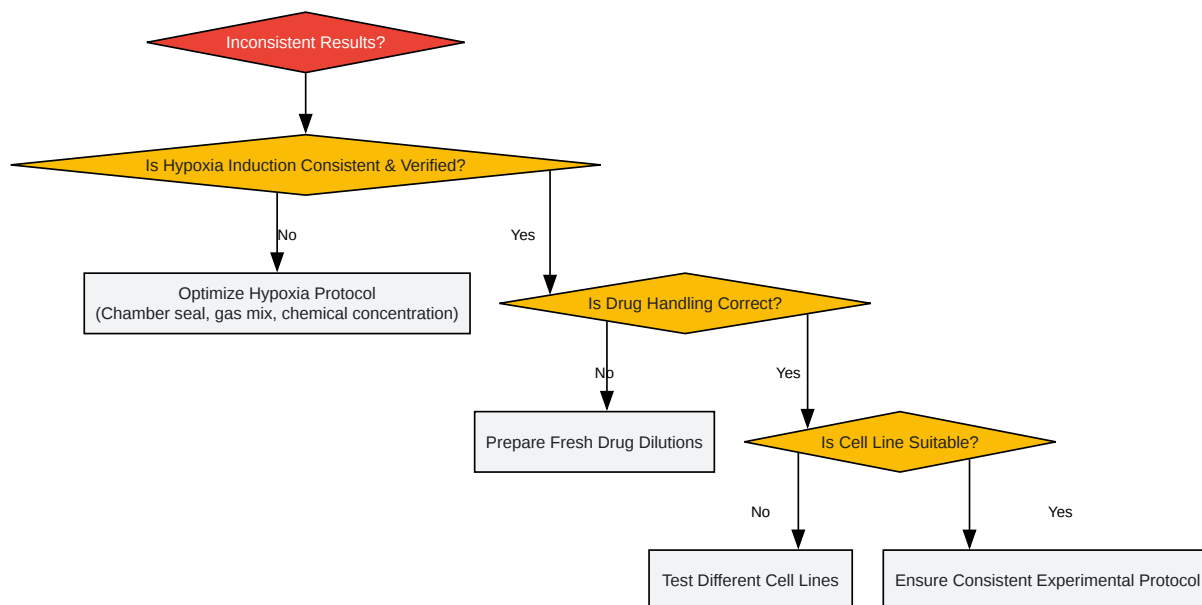 Inconsistent Results?
Is Hypoxia Induction Consistent & Verified?
No
Yes
Optimize Hypoxia Protocol
(Chamber seal, gas mix, chemical concentration)
Is Drug Handling Correct?
No
Yes
Prepare Fresh Drug Dilutions
Is Cell Line Suitable?
No
Yes
Test Different Cell Lines
Ensure Consistent Experimental Protocol